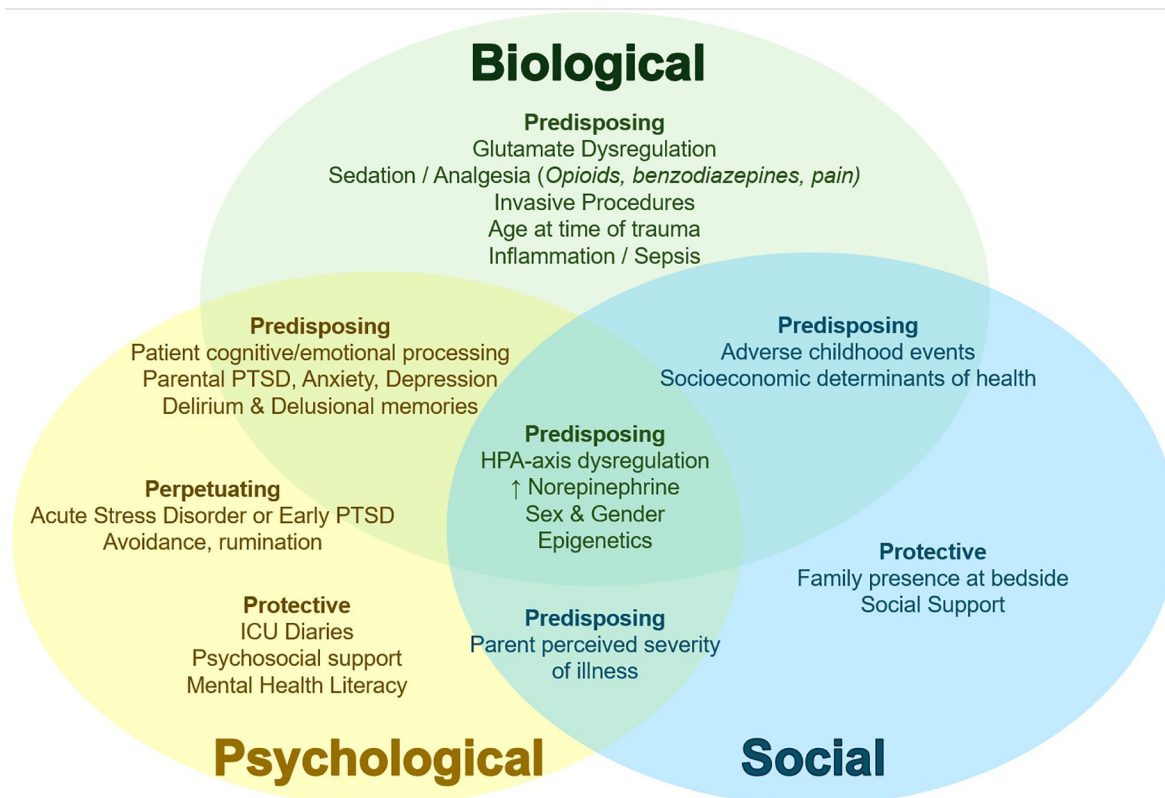 Biological
Predisposing
Glutamate Dysregulation
Sedation / Analgesia (Opioids, benzodiazepines, pain)
Invasive Procedures
Age at time of trauma
Inflammation / Sepsis
Predisposing
Patient cognitive/emotional processing
Parental PTSD, Anxiety, Depression
Delirium & Delusional memories
Predisposing
Adverse childhood events
Socioeconomic determinants of health
Predisposing
HPA-axis dysregulation
↑ Norepinephrine
Sex & Gender
Epigenetics
Perpetuating
Acute Stress Disorder or Early PTSD
Avoidance, rumination
Protective
Family presence at bedside
Social Support
Protective
ICU Diaries
Psychosocial support
Mental Health Literacy
Predisposing
Parent perceived severity
of illness
Psychological
Social